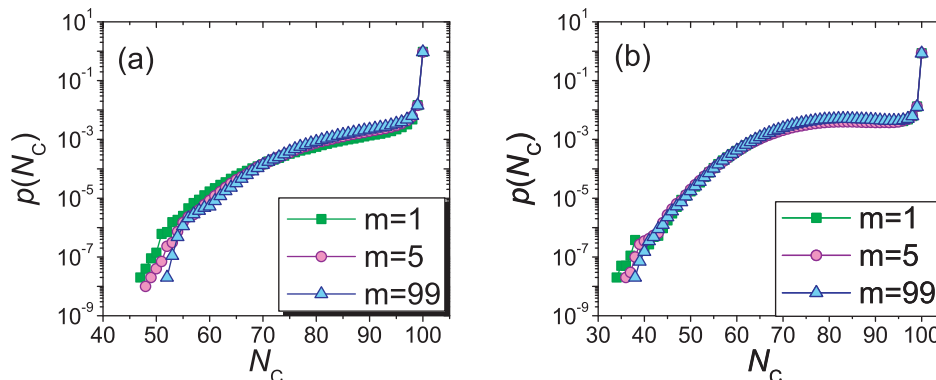 (a)
p(N_C)
10^1
10^-1
10^-3
10^-5
10^-7
10^-9
40 50 60 70 80 90 100
N_C
m=1
m=5
m=99
(b)
p(N_C)
10^1
10^-1
10^-3
10^-5
10^-7
10^-9
30 40 50 60 70 80 90 100
N_C
m=1
m=5
m=99